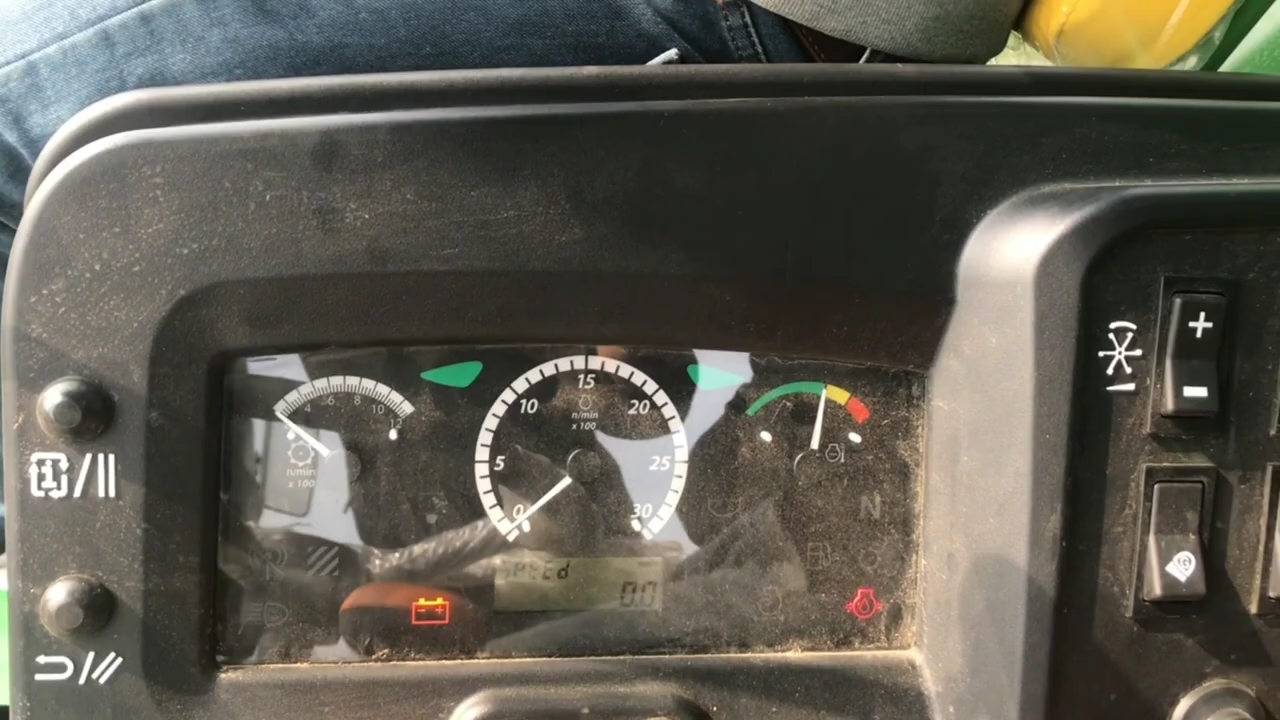 4 6 8 10 12
n/min
x 100
0 5 10 15 20 25 30
n/min
x 100
SPEEd
0.0
N
- +
1
+
-